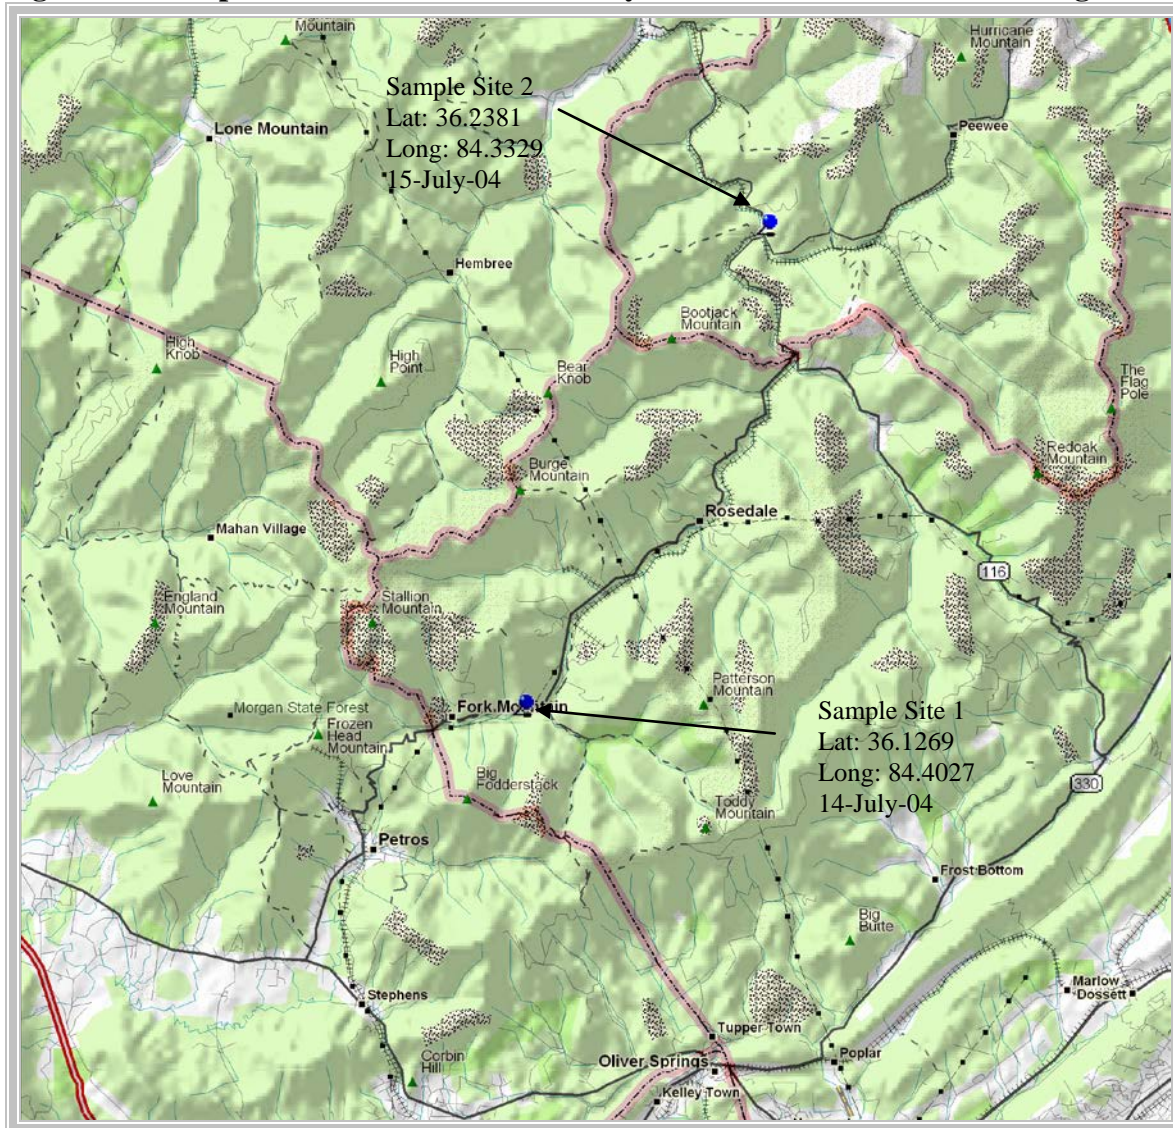 Mountain
Hurricane
Mountain
Sample Site 2
Lat: 36.2381
Long: 84.3329
15-July-04
Lone Mountain
Peewee
Hembree
Bootjack
Mountain
High
Knob
High
Point
Bear
Knob
The
Flag
Pole
Burge
Mountain
Redoak
Mountain
Rosedale
Mahan Village
116
England
Mountain
Stallion
Mountain
Patterson
Mountain
Morgan State Forest
Fork Mountain
Frozen
Head
Mountain
Sample Site 1
Lat: 36.1269
Long: 84.4027
14-July-04
Love
Mountain
Big
Fodderstack
330
Toddy
Mountain
Petros
Frost Bottom
Big
Butte
Stephens
Marlow
Dossett
Tupper Town
Oliver Springs
Poplar
Corbin
Hill
Kelley Town